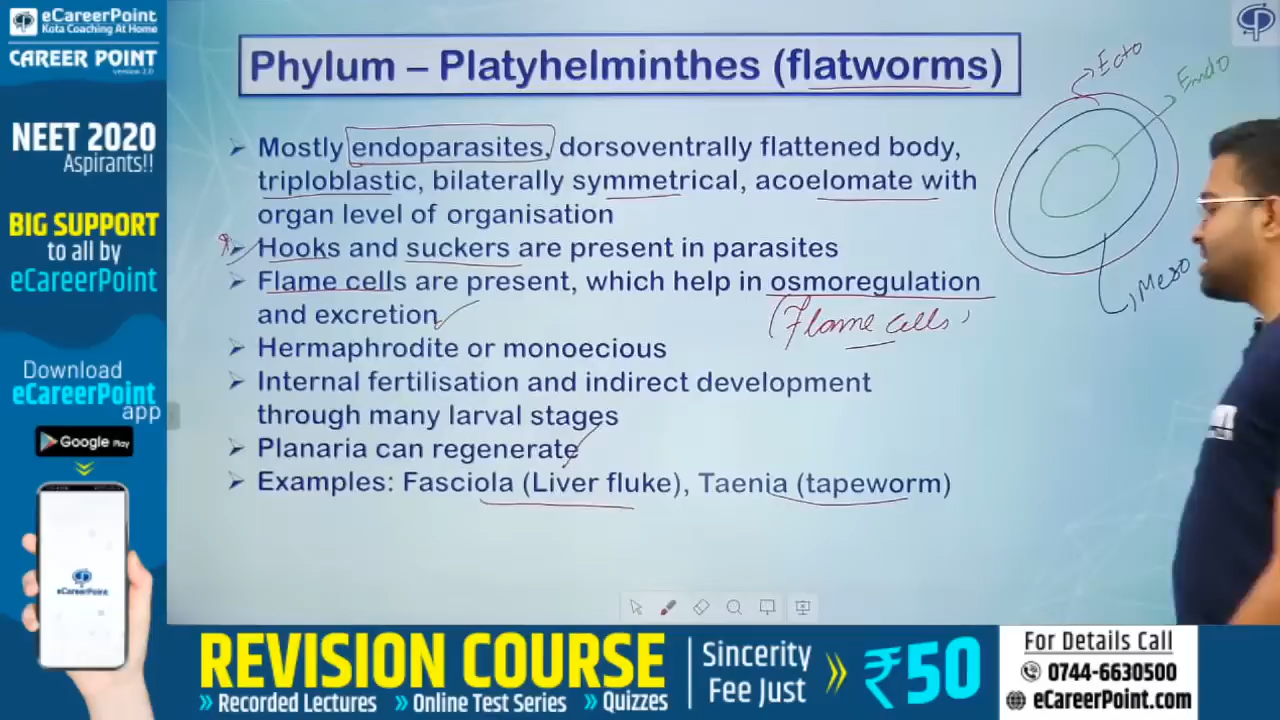 eCareerPoint
Kota Coaching At Home
CAREER POINT
version 2.0
NEET 2020
Aspirants!!
BIG SUPPORT
to all by
eCareerPoint
Download
eCareerPoint
app
Google Play
eCareerPoint
Phylum – Platyhelminthes (flatworms)
Ecto
Endo
Meso
➢ Mostly endoparasites, dorsoventrally flattened body,
triploblastic, bilaterally symmetrical, acoelomate with
organ level of organisation
➢ Hooks and suckers are present in parasites
➢ Flame cells are present, which help in osmoregulation
and excretion
(Flame cells)
➢ Hermaphrodite or monoecious
➢ Internal fertilisation and indirect development
through many larval stages
➢ Planaria can regenerate
➢ Examples: Fasciola (Liver fluke), Taenia (tapeworm)
REVISION COURSE
» Recorded Lectures » Online Test Series » Quizzes
Sincerity
Fee Just
» ₹50
For Details Call
0744-6630500
eCareerPoint.com